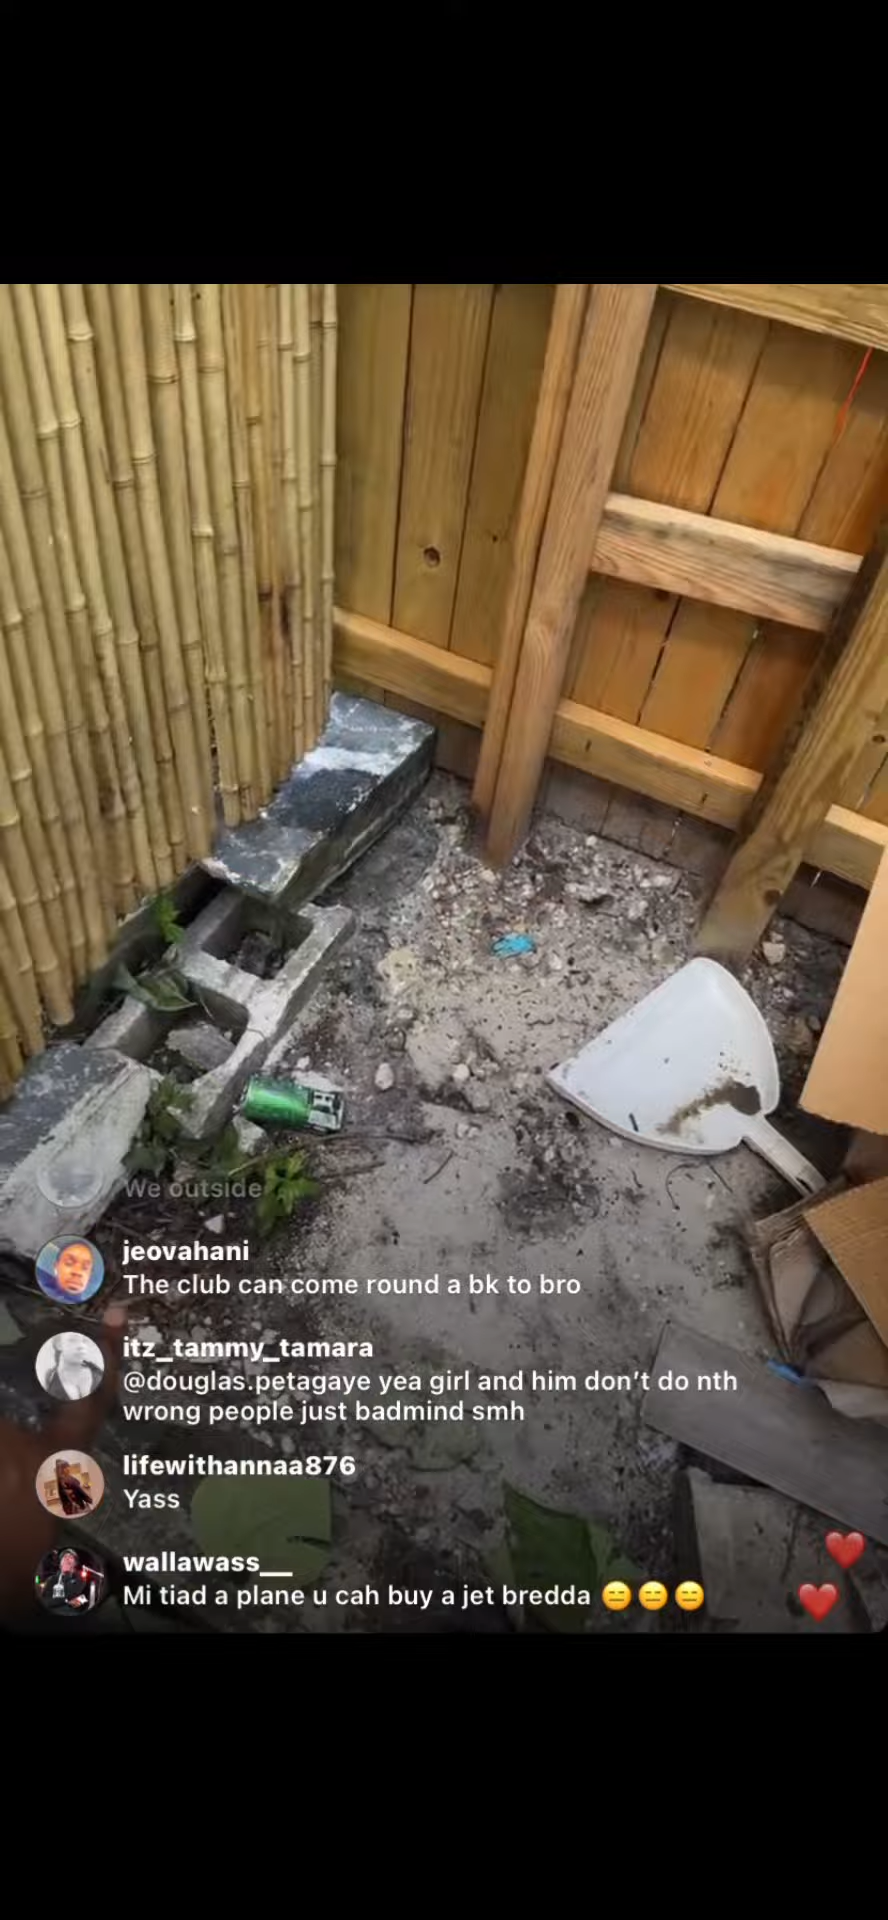 We outside
jeovahani
The club can come round a bk to bro
itz_tammy_tamara
@douglas.petagaye yea girl and him don’t do nth
wrong people just badmind smh
lifewithannaa876
Yass
wallawass__
Mi tiad a plane u cah buy a jet bredda 😑😑😑